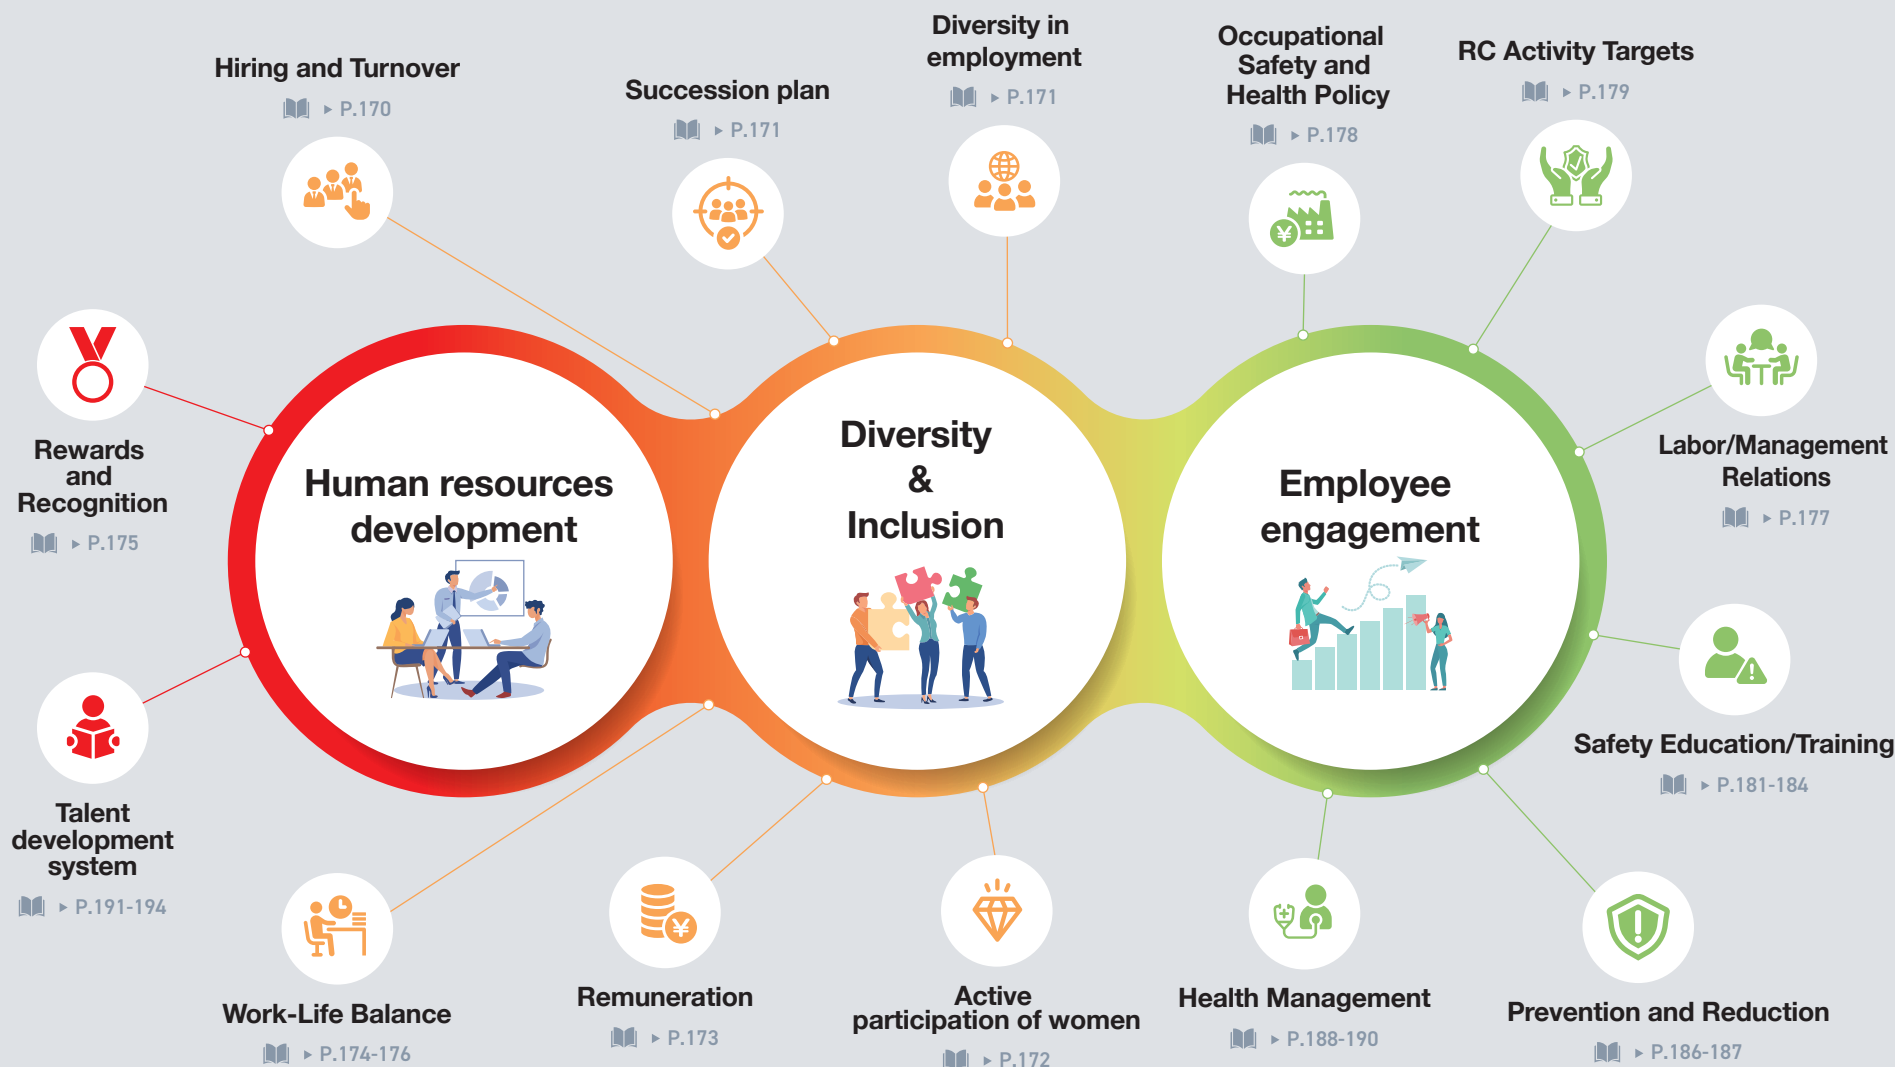 Hiring and Turnover
▸ P.170
Succession plan
▸ P.171
Diversity in
employment
▸ P.171
Occupational
Safety and
Health Policy
▸ P.178
RC Activity Targets
▸ P.179
Rewards
and
Recognition
▸ P.175
Human resources
development
Diversity
&
Inclusion
Employee
engagement
Labor/Management
Relations
▸ P.177
Talent
development
system
▸ P.191-194
Safety Education/Training
▸ P.181-184
Work-Life Balance
▸ P.174-176
Remuneration
▸ P.173
Active
participation of women
▸ P.172
Health Management
▸ P.188-190
Prevention and Reduction
▸ P.186-187
¥
¥